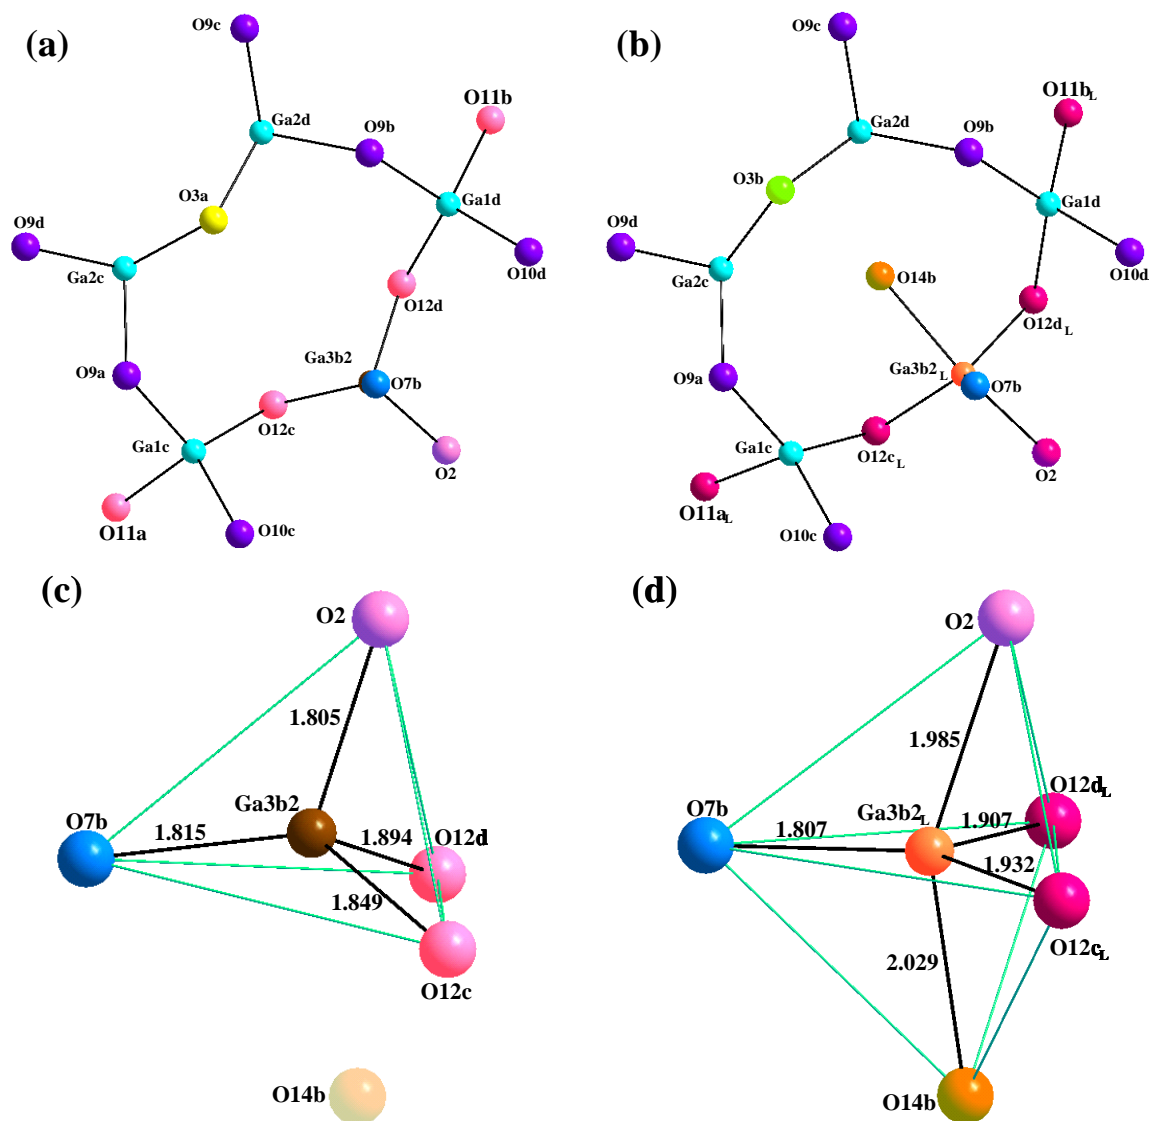 (a)
O9c
Ga2d
O9b
O11b
O3a
Ga1d
O9d
Ga2c
O10d
O12d
Ga3b2
O9a
O7b
O12c
Ga1c
O2
O11a
O10c
(b)
O9c
O11bL
Ga2d
O9b
O3b
Ga1d
O9d
Ga2c
O14b
O10d
O12dL
Ga3b2L
O9a
O7b
O12cL
Ga1c
O2
O11aL
O10c
(c)
O2
1.805
Ga3b2
O7b
1.815
1.894
O12d
1.849
O12c
O14b
(d)
O2
1.985
O12dL
Ga3b2L
O7b
1.807
1.907
1.932
O12cL
2.029
O14b